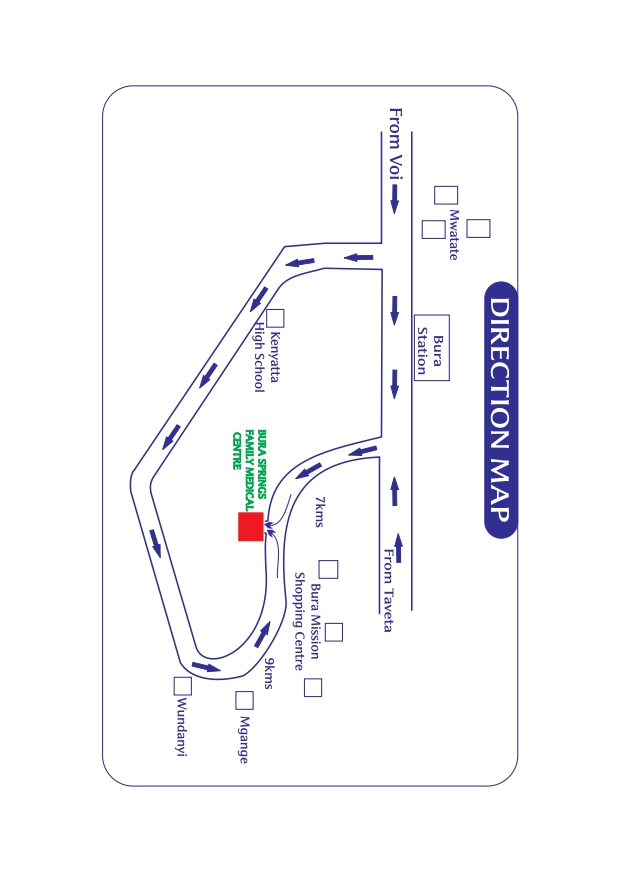 DIRECTION MAP
Mwatate
Bura
Station
From Voi
From Taveta
7kms
Bura Mission
Shopping Centre
Kenyatta
High School
BURA SPRINGS
FAMILY MEDICAL
CENTRE
9kms
Mgange
Wundanyi